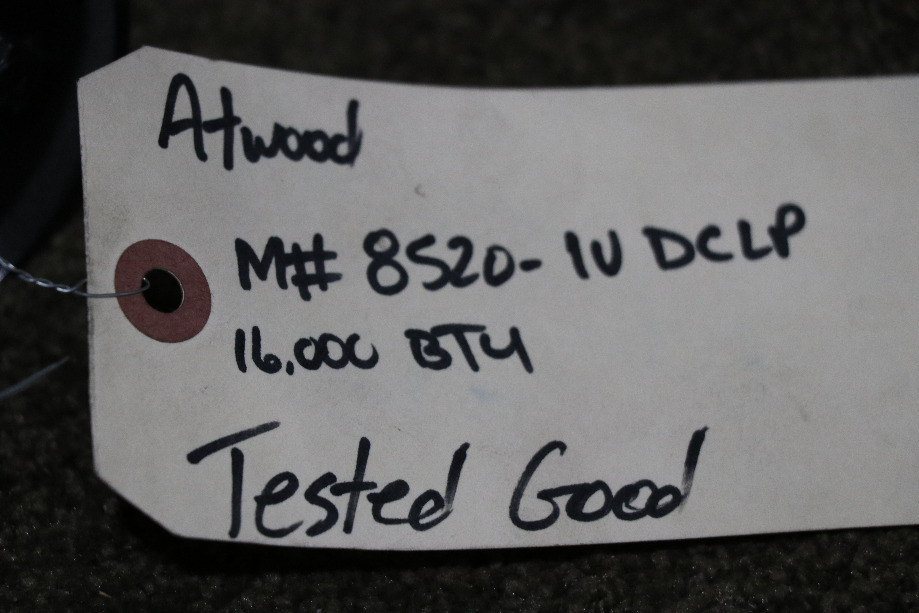 Atwood
M# 8520-IV DCLP
16,000 BTU
Tested Good